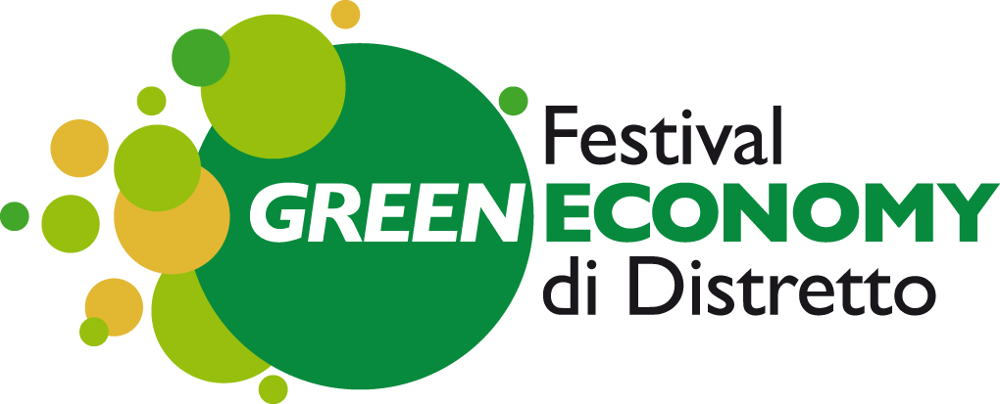 Festival
GREEN ECONOMY
di Distretto